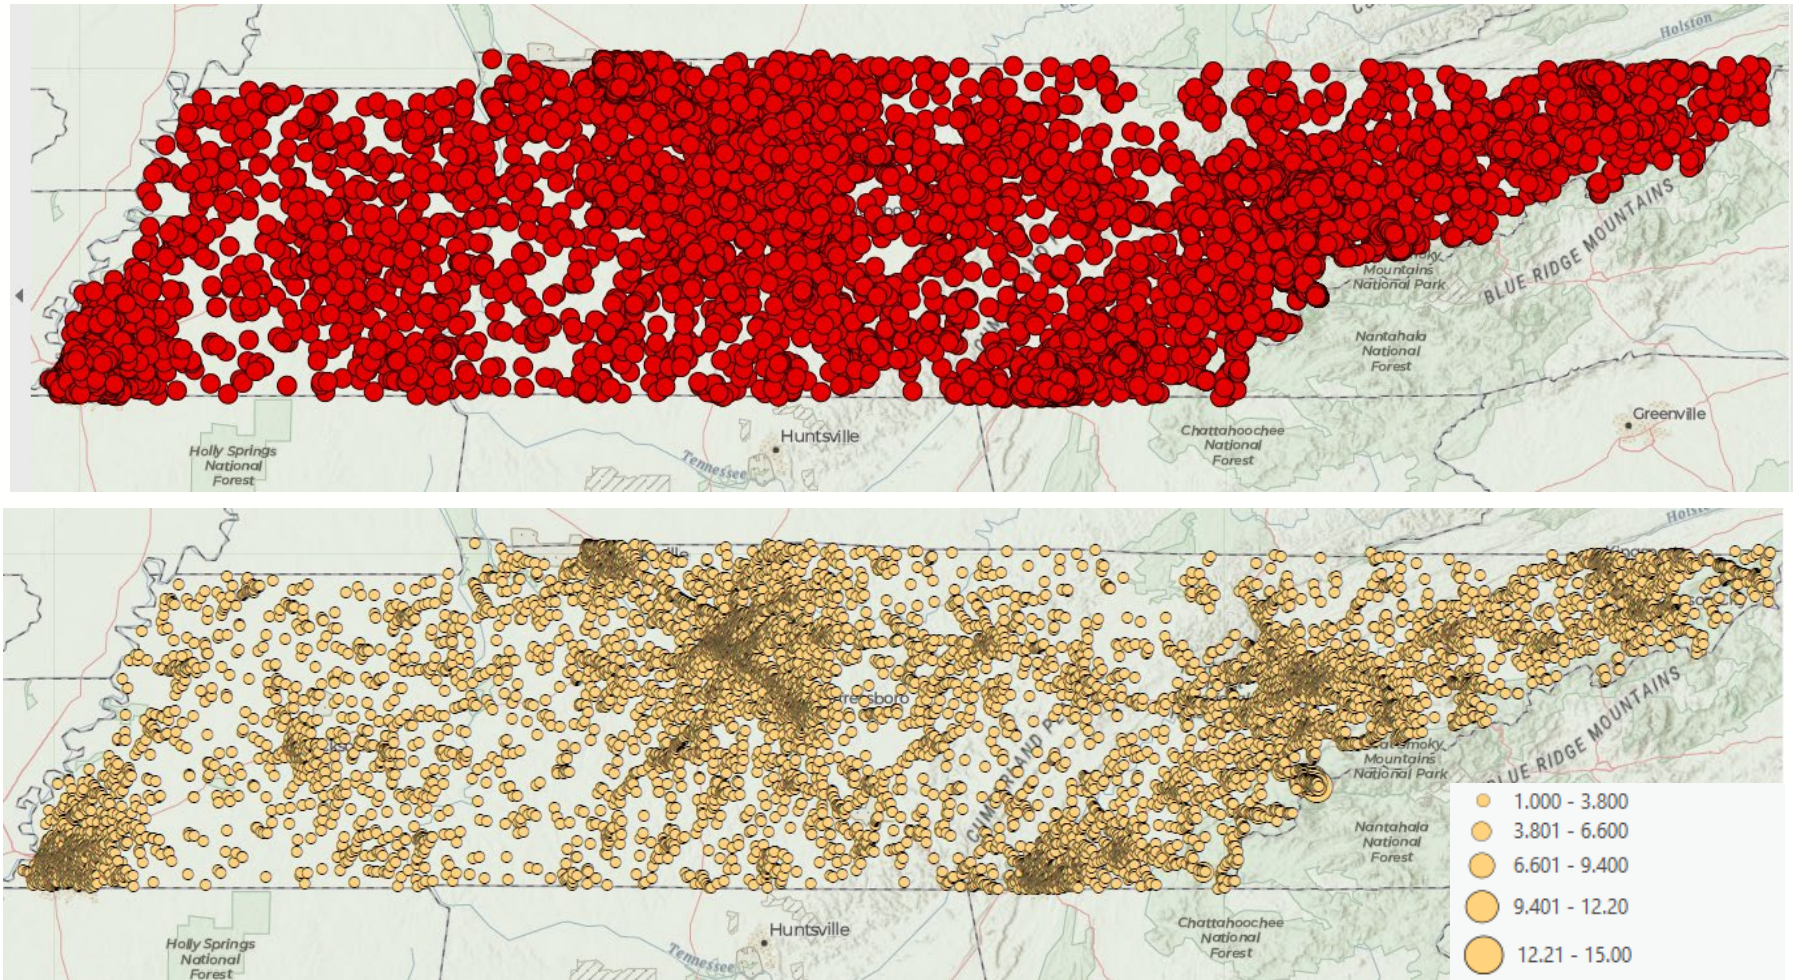 Holston
BLUE RIDGE MOUNTAINS
Mountains
National Park
Nantahala
National
Forest
Greenville
Huntsville
Chattahoochee
National
Forest
Holly Springs
National
Forest
Tennessee
ville
sboro
CUMBERLAND P
Smoky
Mountains
National Park
BLUE RIDGE MOUNTAINS
1.000 - 3.800
3.801 - 6.600
6.601 - 9.400
9.401 - 12.20
12.21 - 15.00
Nantahala
National
Forest
Huntsville
Chattahoochee
National
Forest
Holly Springs
National
Forest
Tennessee